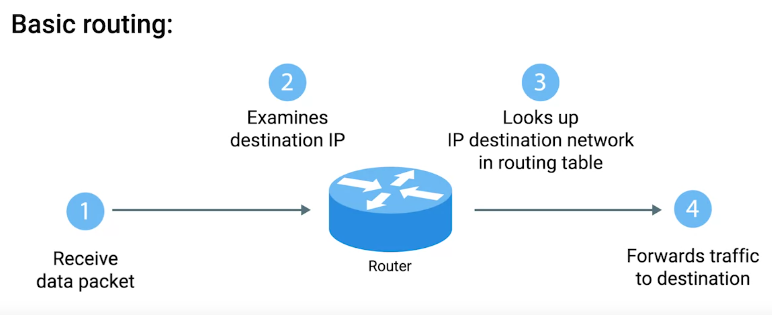 Basic routing:
1
Receive
data packet
2
Examines
destination IP
Router
3
Looks up
IP destination network
in routing table
4
Forwards traffic
to destination